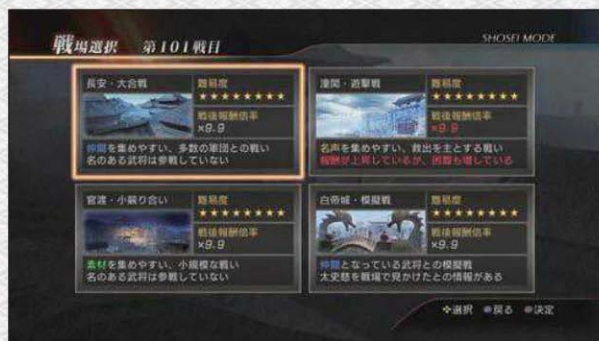 戦場選択 第101戦目
SHOSEI MODE
長安・大合戦
難易度
★★★★★★★★
戦後報酬倍率
×9.9
仲間を集めやすい、多数の軍団との戦い
名のある武将は参戦していない
潼関・遊撃戦
難易度
★★★★★★★★
戦後報酬倍率
×9.9
名声を集めやすい、救出を主とする戦い
報酬が上昇しているが、困難も増している
官渡・小競り合い
難易度
★★★★★★★★
戦後報酬倍率
×9.9
素材を集めやすい、小規模な戦い
名のある武将は参戦していない
白帝城・模擬戦
難易度
★★★★★★★★
戦後報酬倍率
×9.9
仲間となっている武将との模擬戦
太史慈を戦場で見かけたとの情報がある
選択 戻る 決定